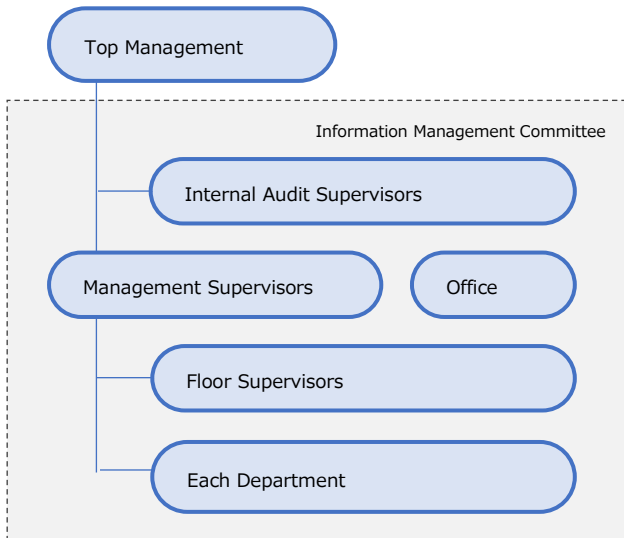 Top Management
Information Management Committee
Internal Audit Supervisors
Management Supervisors
Office
Floor Supervisors
Each Department